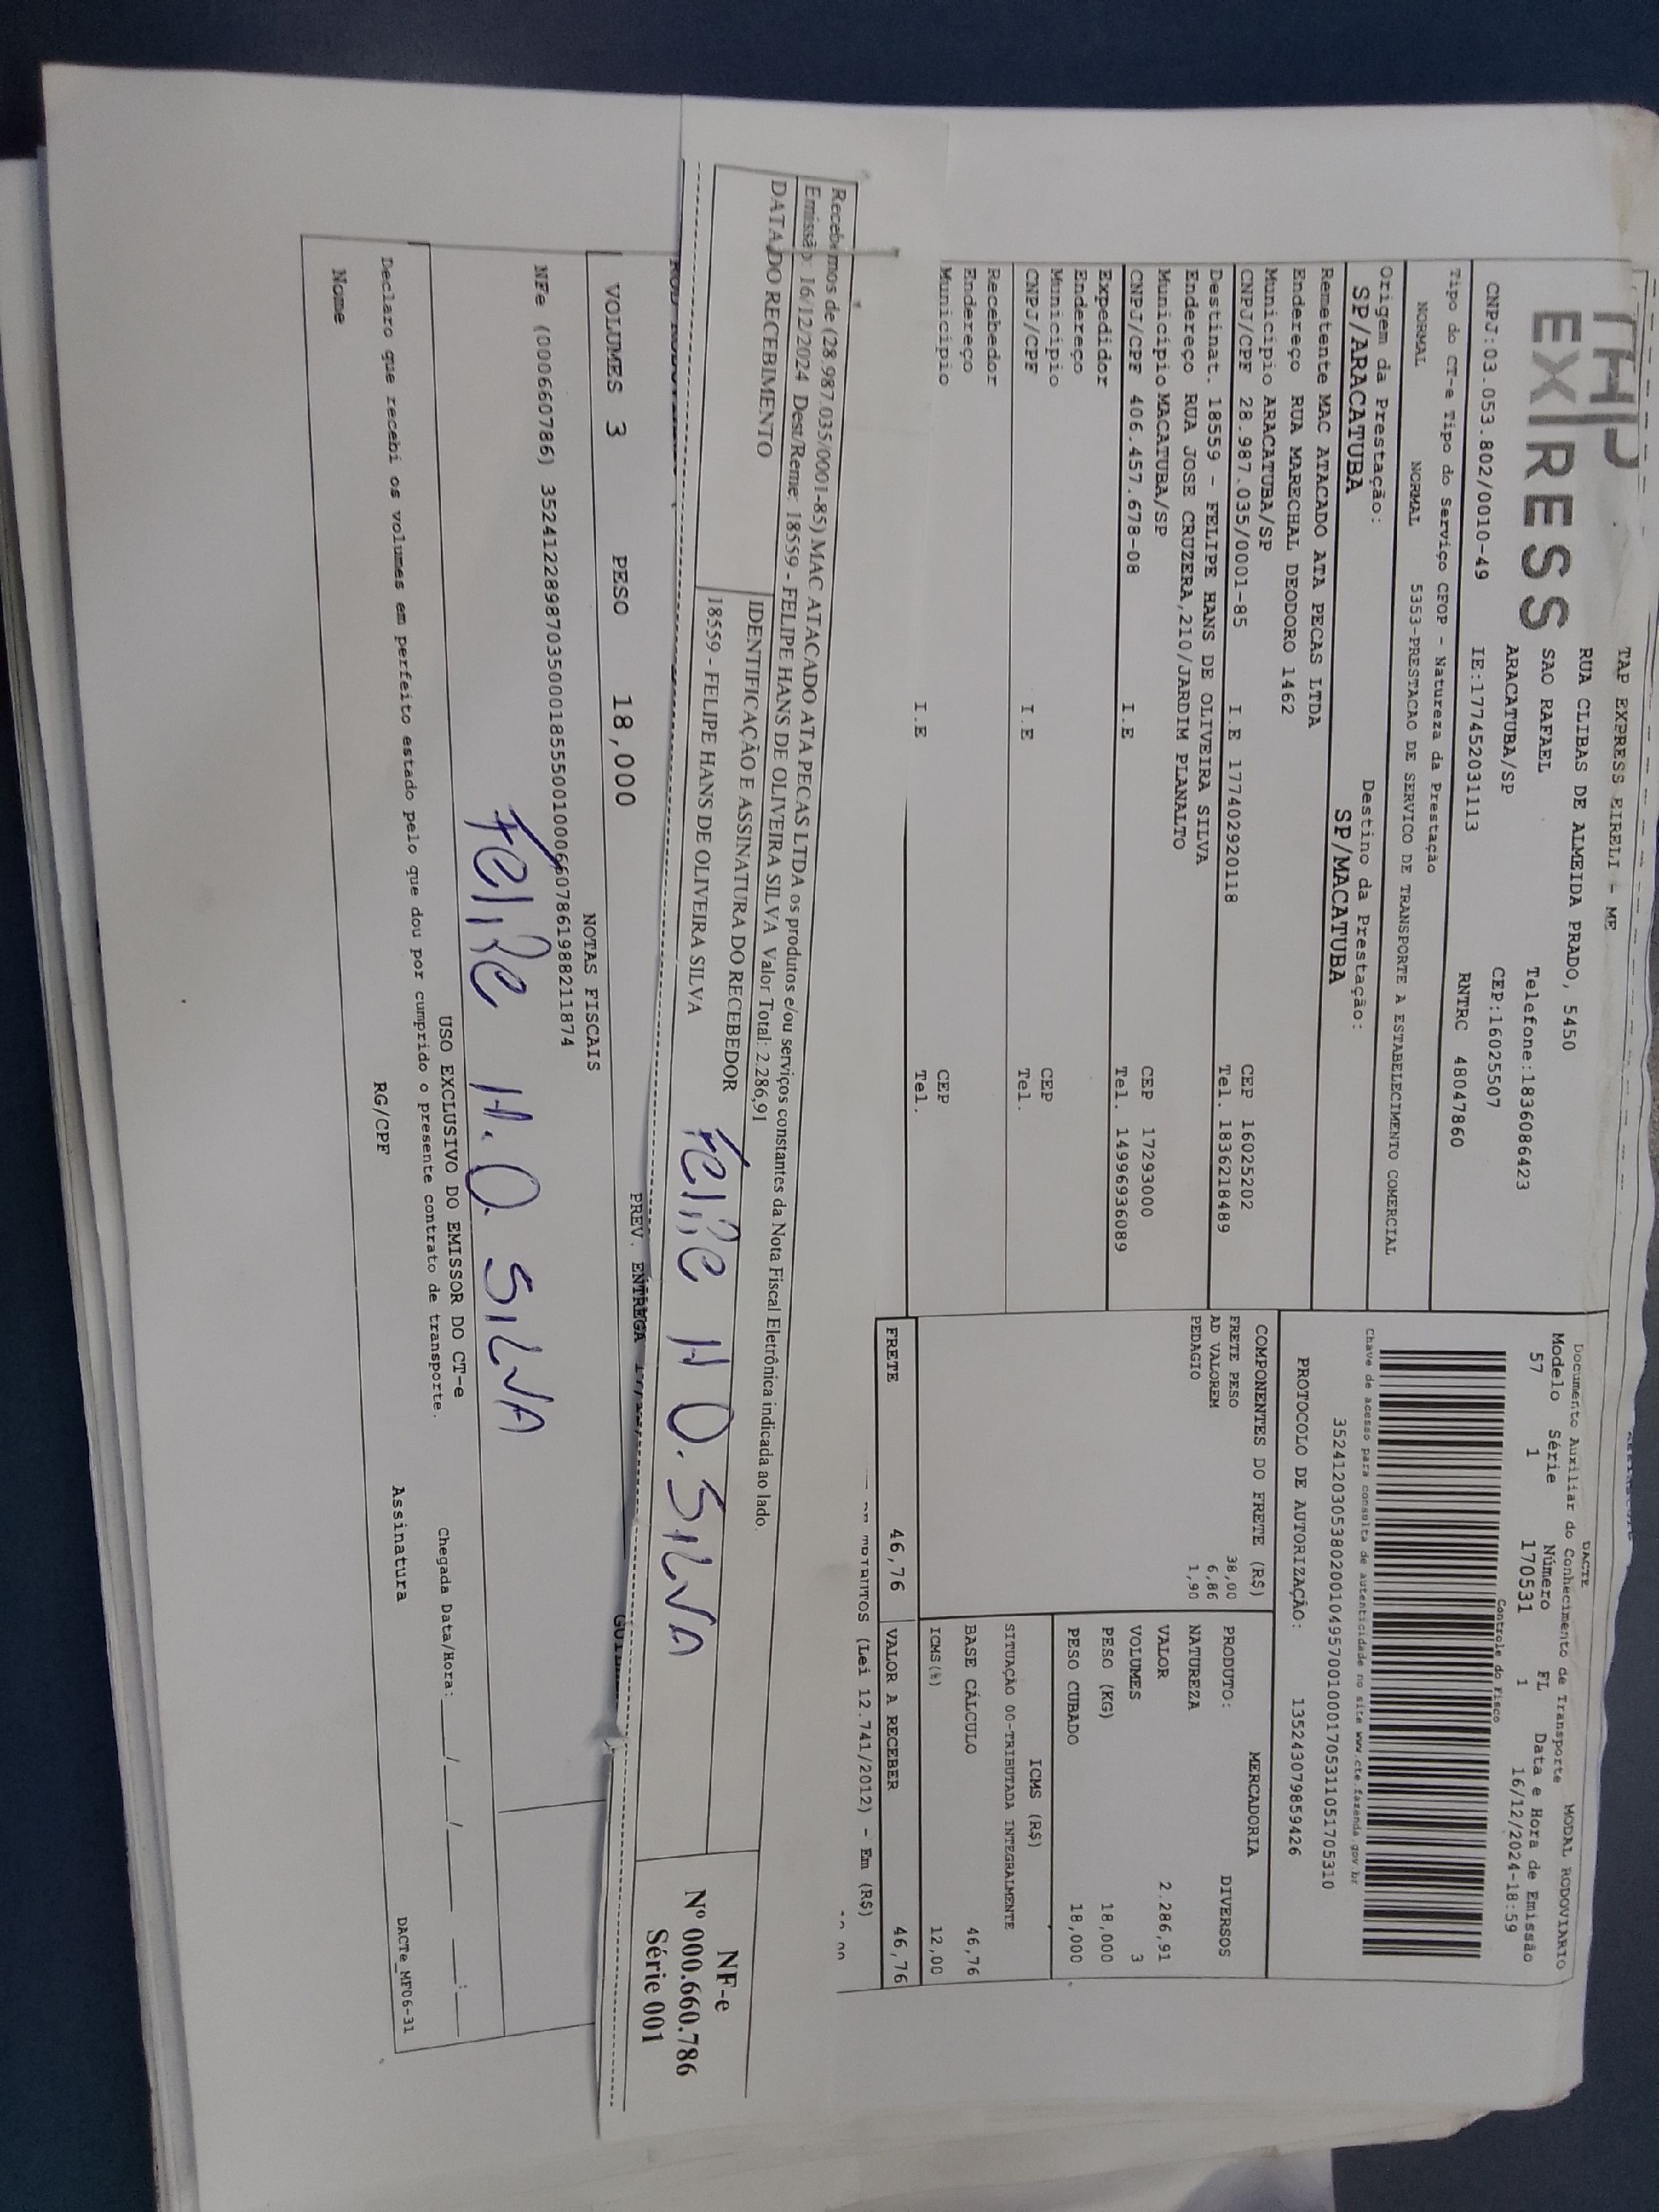 TAP EXPRESS EIRELI - ME
EXPRESS
RUA CLIBAS DE ALMEIDA PRADO, 5450
SAO RAFAEL Telefone:1836086423
ARACATUBA/SP CEP:16025507
CNPJ:03.053.802/0010-49 IE:177452031113 RNTRC 48047860
Tipo do CT-e Tipo do Serviço CFOP - Natureza da Prestação
NORMAL NORMAL 5353-PRESTACAO DE SERVICO DE TRANSPORTE A ESTABELECIMENTO COMERCIAL
Origem da Prestação: Destino da Prestação:
SP/ARACATUBA SP/MACATUBA
Remetente MAC ATACADO ATA PECAS LTDA
Endereço RUA MARECHAL DEODORO 1462
Municipio ARACATUBA/SP CEP 16025202
CNPJ/CPF 28.987.035/0001-85 I.E 177402920118 Tel. 1836218489
Destinat. 18559 - FELIPE HANS DE OLIVEIRA SILVA
Endereço RUA JOSE CRUZERA,210/JARDIM PLANALTO
Municipio MACATUBA/SP CEP 17293000
CNPJ/CPF 406.457.678-08 I.E Tel. 14996936089
Expedidor
Endereço
Municipio CEP
CNPJ/CPF I.E Tel.
Recebedor
Endereço
Municipio CEP
I.E Tel.
DACTE
Documento Auxiliar do Conhecimento de Transporte MODAL RODOVIARIO
Modelo Série Número FL Data e Hora de Emissão
57 1 170531 1 16/12/2024-18:59
Controle do Fisco
Chave de acesso para consulta de autenticidade no site www.cte.fazenda.gov.br
35241203053802001049570010001705311051705310
PROTOCOLO DE AUTORIZAÇÃO: 135243079859426
COMPONENTES DO FRETE (R$)
FRETE PESO 38,00
AD VALOREM 6,86
PEDAGIO 1,90
MERCADORIA
PRODUTO: DIVERSOS
NATUREZA
VALOR 2.286,91
VOLUMES 3
PESO (KG) 18,000
PESO CUBADO 18,000
ICMS (R$)
SITUAÇÃO 00-TRIBUTADA INTEGRALMENTE
BASE CÁLCULO 46,76
ICMS(%) 12,00
FRETE 46,76 VALOR A RECEBER 46,76
TRIBUTOS (Lei 12.741/2012) - Em (R$)
Recebemos de (28.987.035/0001-85) MAC ATACADO ATA PECAS LTDA os produtos e/ou serviços constantes da Nota Fiscal Eletrônica indicada ao lado.
Emissão: 16/12/2024 Dest/Reme: 18559 - FELIPE HANS DE OLIVEIRA SILVA Valor Total: 2.286,91
DATA DO RECEBIMENTO IDENTIFICAÇÃO E ASSINATURA DO RECEBEDOR
18559 - FELIPE HANS DE OLIVEIRA SILVA Felipe H O. SILVA
NF-e
Nº 000.660.786
Série 001
PREV. ENTREGA
VOLUMES 3 PESO 18,000
NOTAS FISCAIS
NFe (000660786) 35241228987035000185550010006607861988211874
Felipe H. O. SILVA
USO EXCLUSIVO DO EMISSOR DO CT-e
Declaro que recebi os volumes em perfeito estado pelo que dou por cumprido o presente contrato de transporte. Chegada Data/Hora: ___/___/_____ ___:___
Nome RG/CPF Assinatura
DACTe_MF06-31